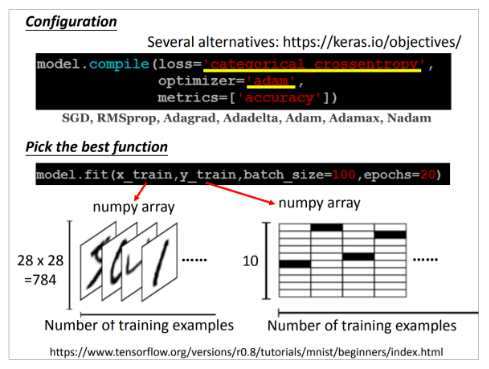 Configuration
Several alternatives: https://keras.io/objectives/
model.compile(loss='categorical_crossentropy',
optimizer='adam',
metrics=['accuracy'])
SGD, RMSprop, Adagrad, Adadelta, Adam, Adamax, Nadam
Pick the best function
model.fit(x_train,y_train,batch_size=100,epochs=20)
numpy array
numpy array
28 x 28
=784
......
10
......
Number of training examples
Number of training examples
https://www.tensorflow.org/versions/r0.8/tutorials/mnist/beginners/index.html